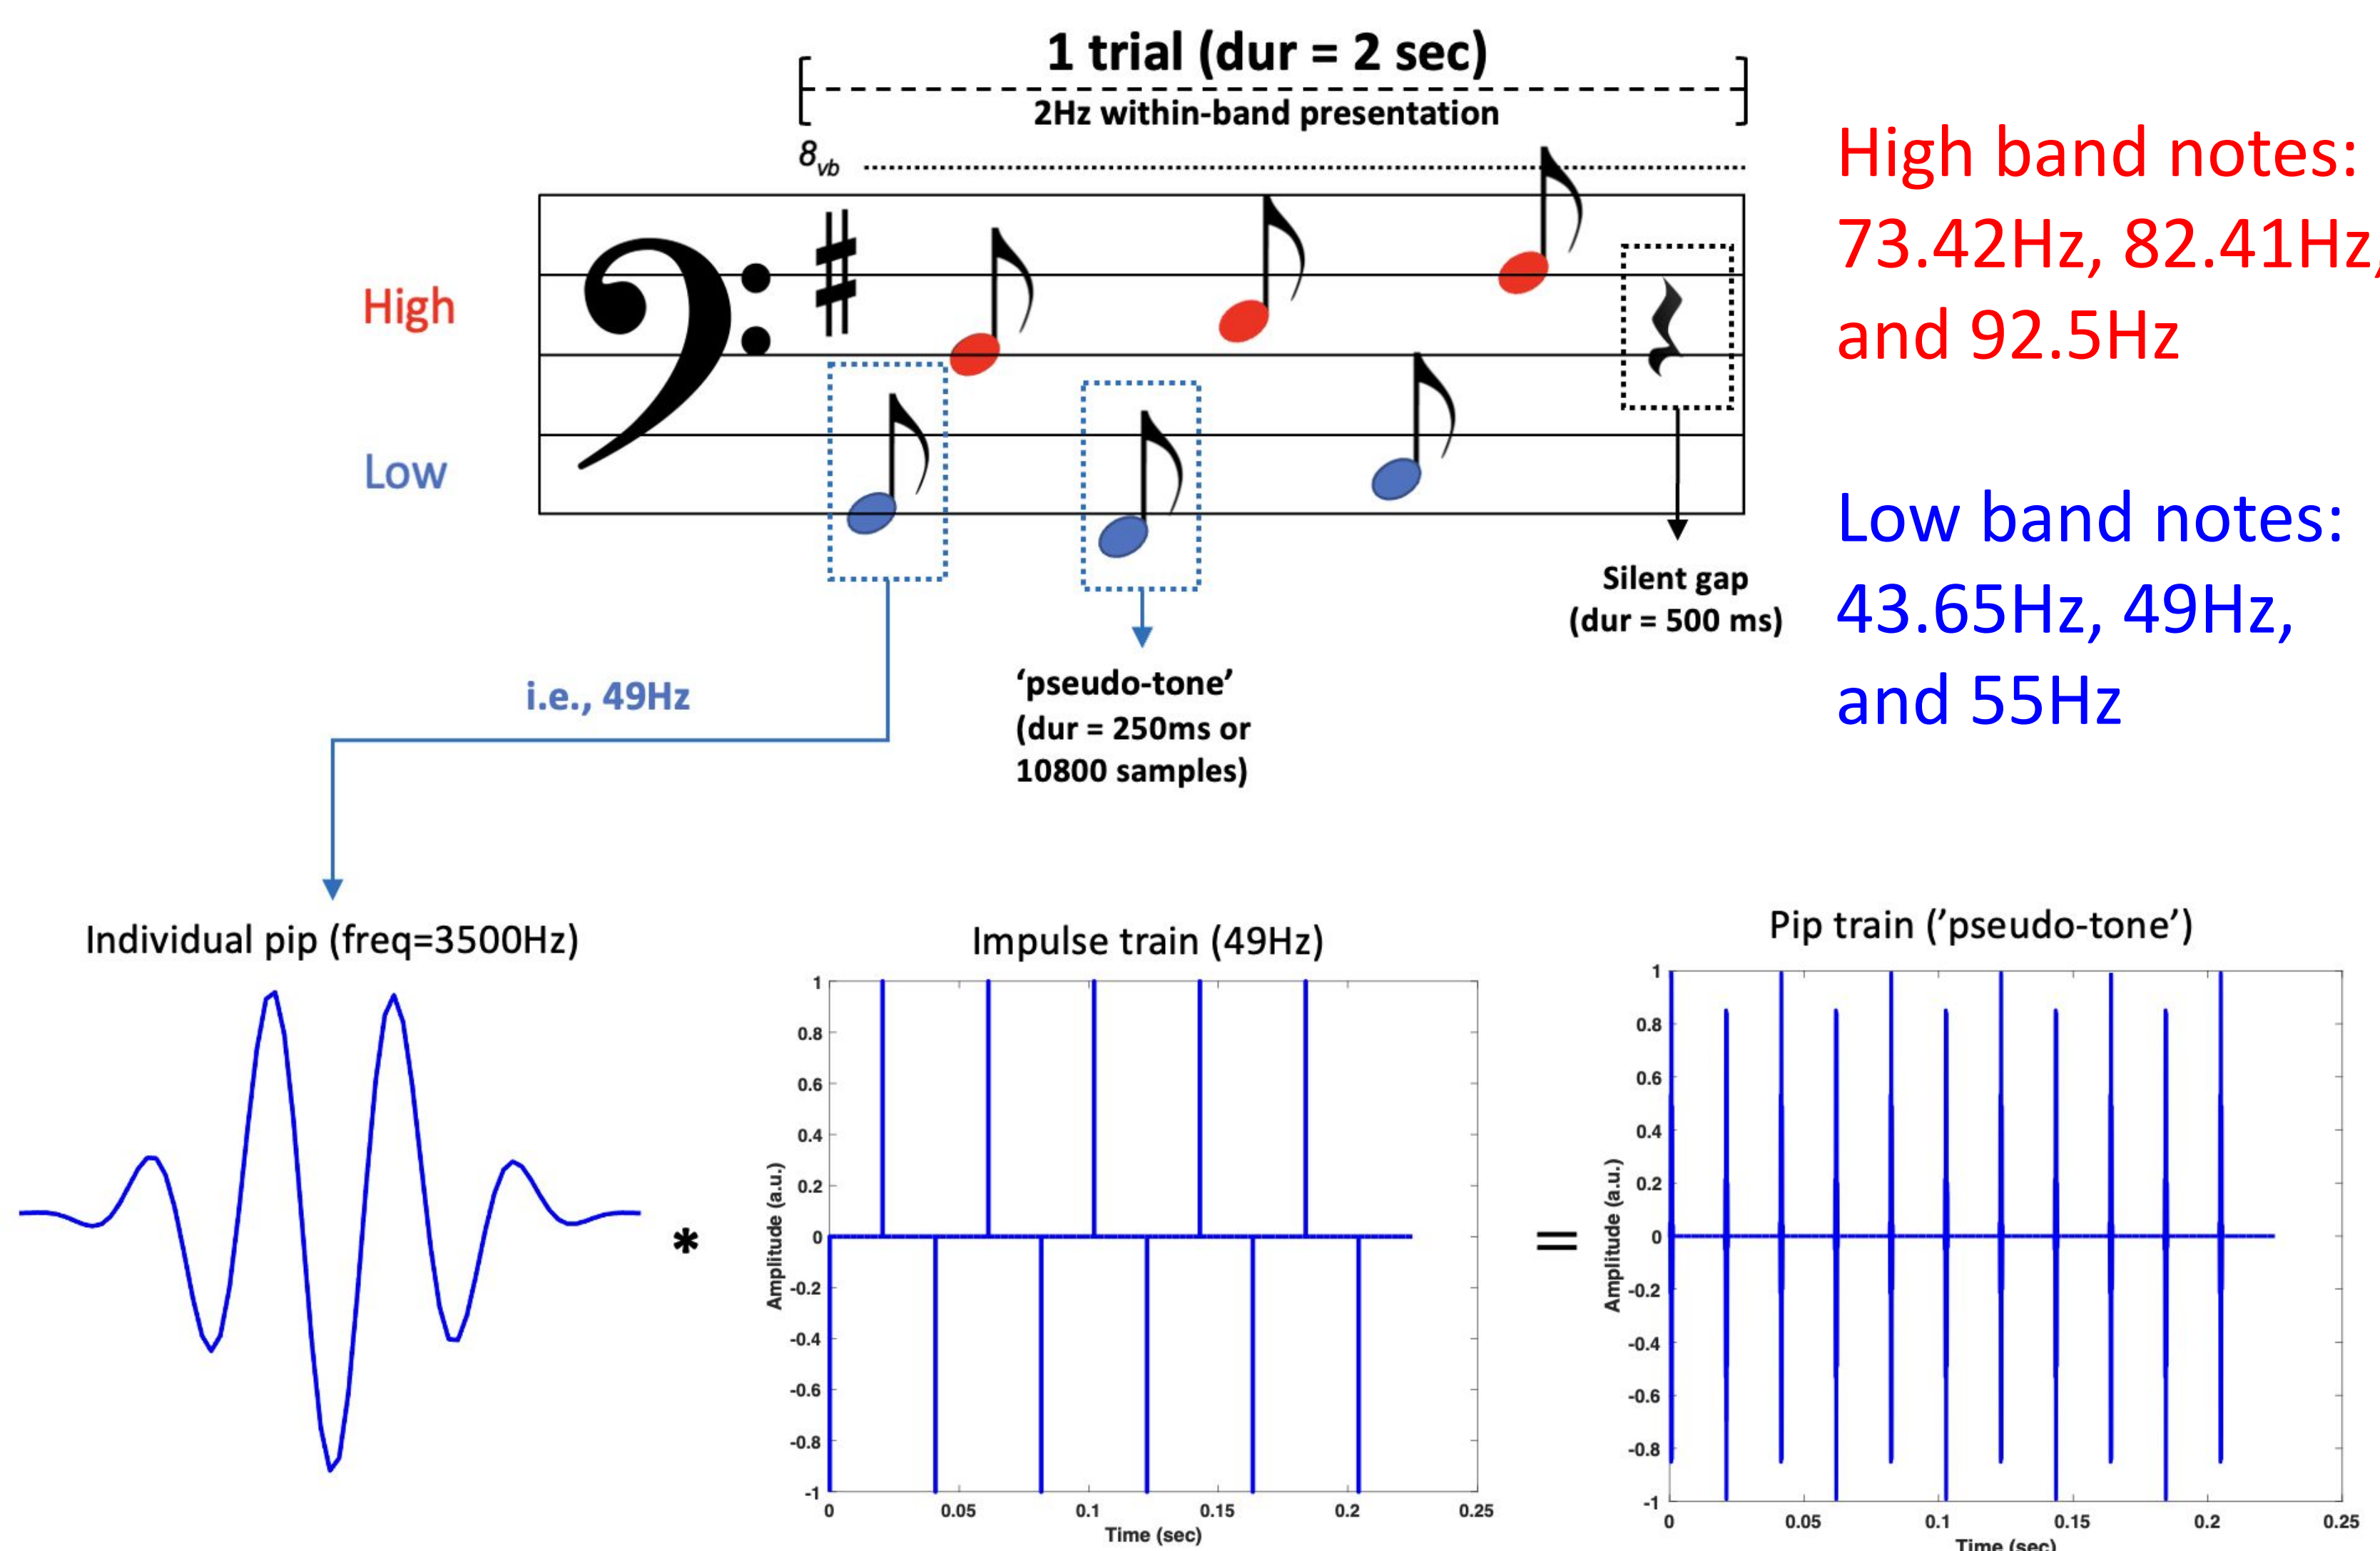 1 trial (dur = 2 sec)
2Hz within-band presentation
8vb
High
Low
High band notes:
73.42Hz, 82.41Hz,
and 92.5Hz
Low band notes:
43.65Hz, 49Hz,
and 55Hz
Silent gap
(dur = 500 ms)
i.e., 49Hz
‘pseudo-tone’
(dur = 250ms or
10800 samples)
Individual pip (freq=3500Hz)
*
Impulse train (49Hz)
1
0.8
0.6
0.4
0.2
0
-0.2
-0.4
-0.6
-0.8
-1
Amplitude (a.u.)
0 0.05 0.1 0.15 0.2 0.25
Time (sec)
=
Pip train (’pseudo-tone’)
1
0.8
0.6
0.4
0.2
0
-0.2
-0.4
-0.6
-0.8
-1
Amplitude (a.u.)
0 0.05 0.1 0.15 0.2 0.25
Time (sec)